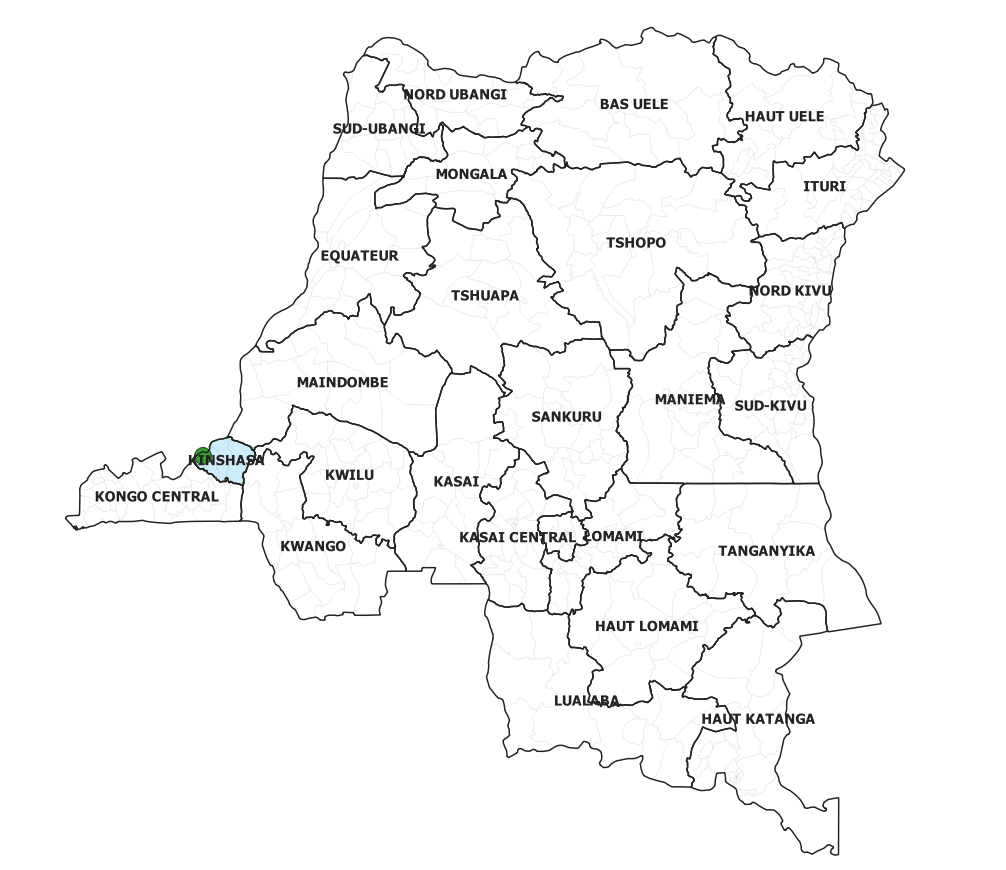 NORD UBANGI
BAS UELE
HAUT UELE
SUD-UBANGI
MONGALA
ITURI
TSHOPO
EQUATEUR
NORD KIVU
TSHUAPA
MAINDOMBE
MANIEMA
SUD-KIVU
SANKURU
KINSHASA
KWILU
KASAI
KONGO CENTRAL
KASAI CENTRAL
LOMAMI
KWANGO
TANGANYIKA
HAUT LOMAMI
LUALABA
HAUT KATANGA